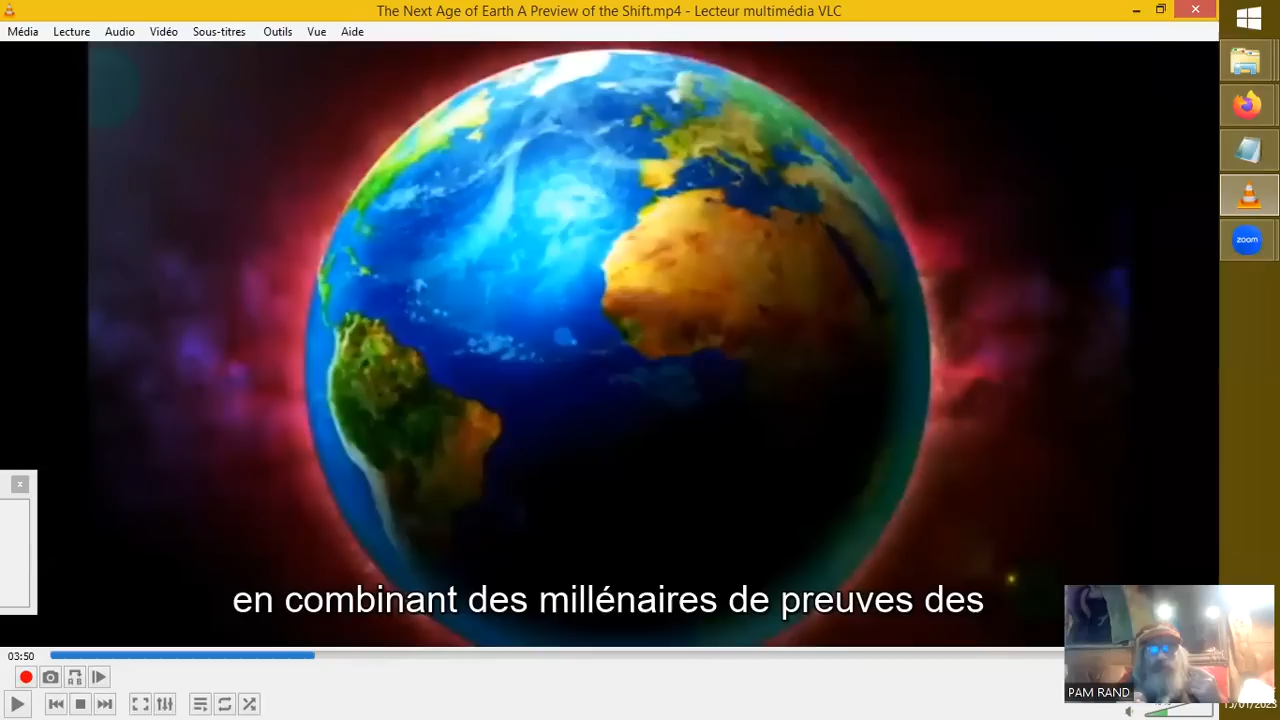 The Next Age of Earth A Preview of the Shift.mp4 - Lecteur multimédia VLC
Média Lecture Audio Vidéo Sous-titres Outils Vue Aide
zoom
en combinant des millénaires de preuves des
03:50
A B
PAM RAND